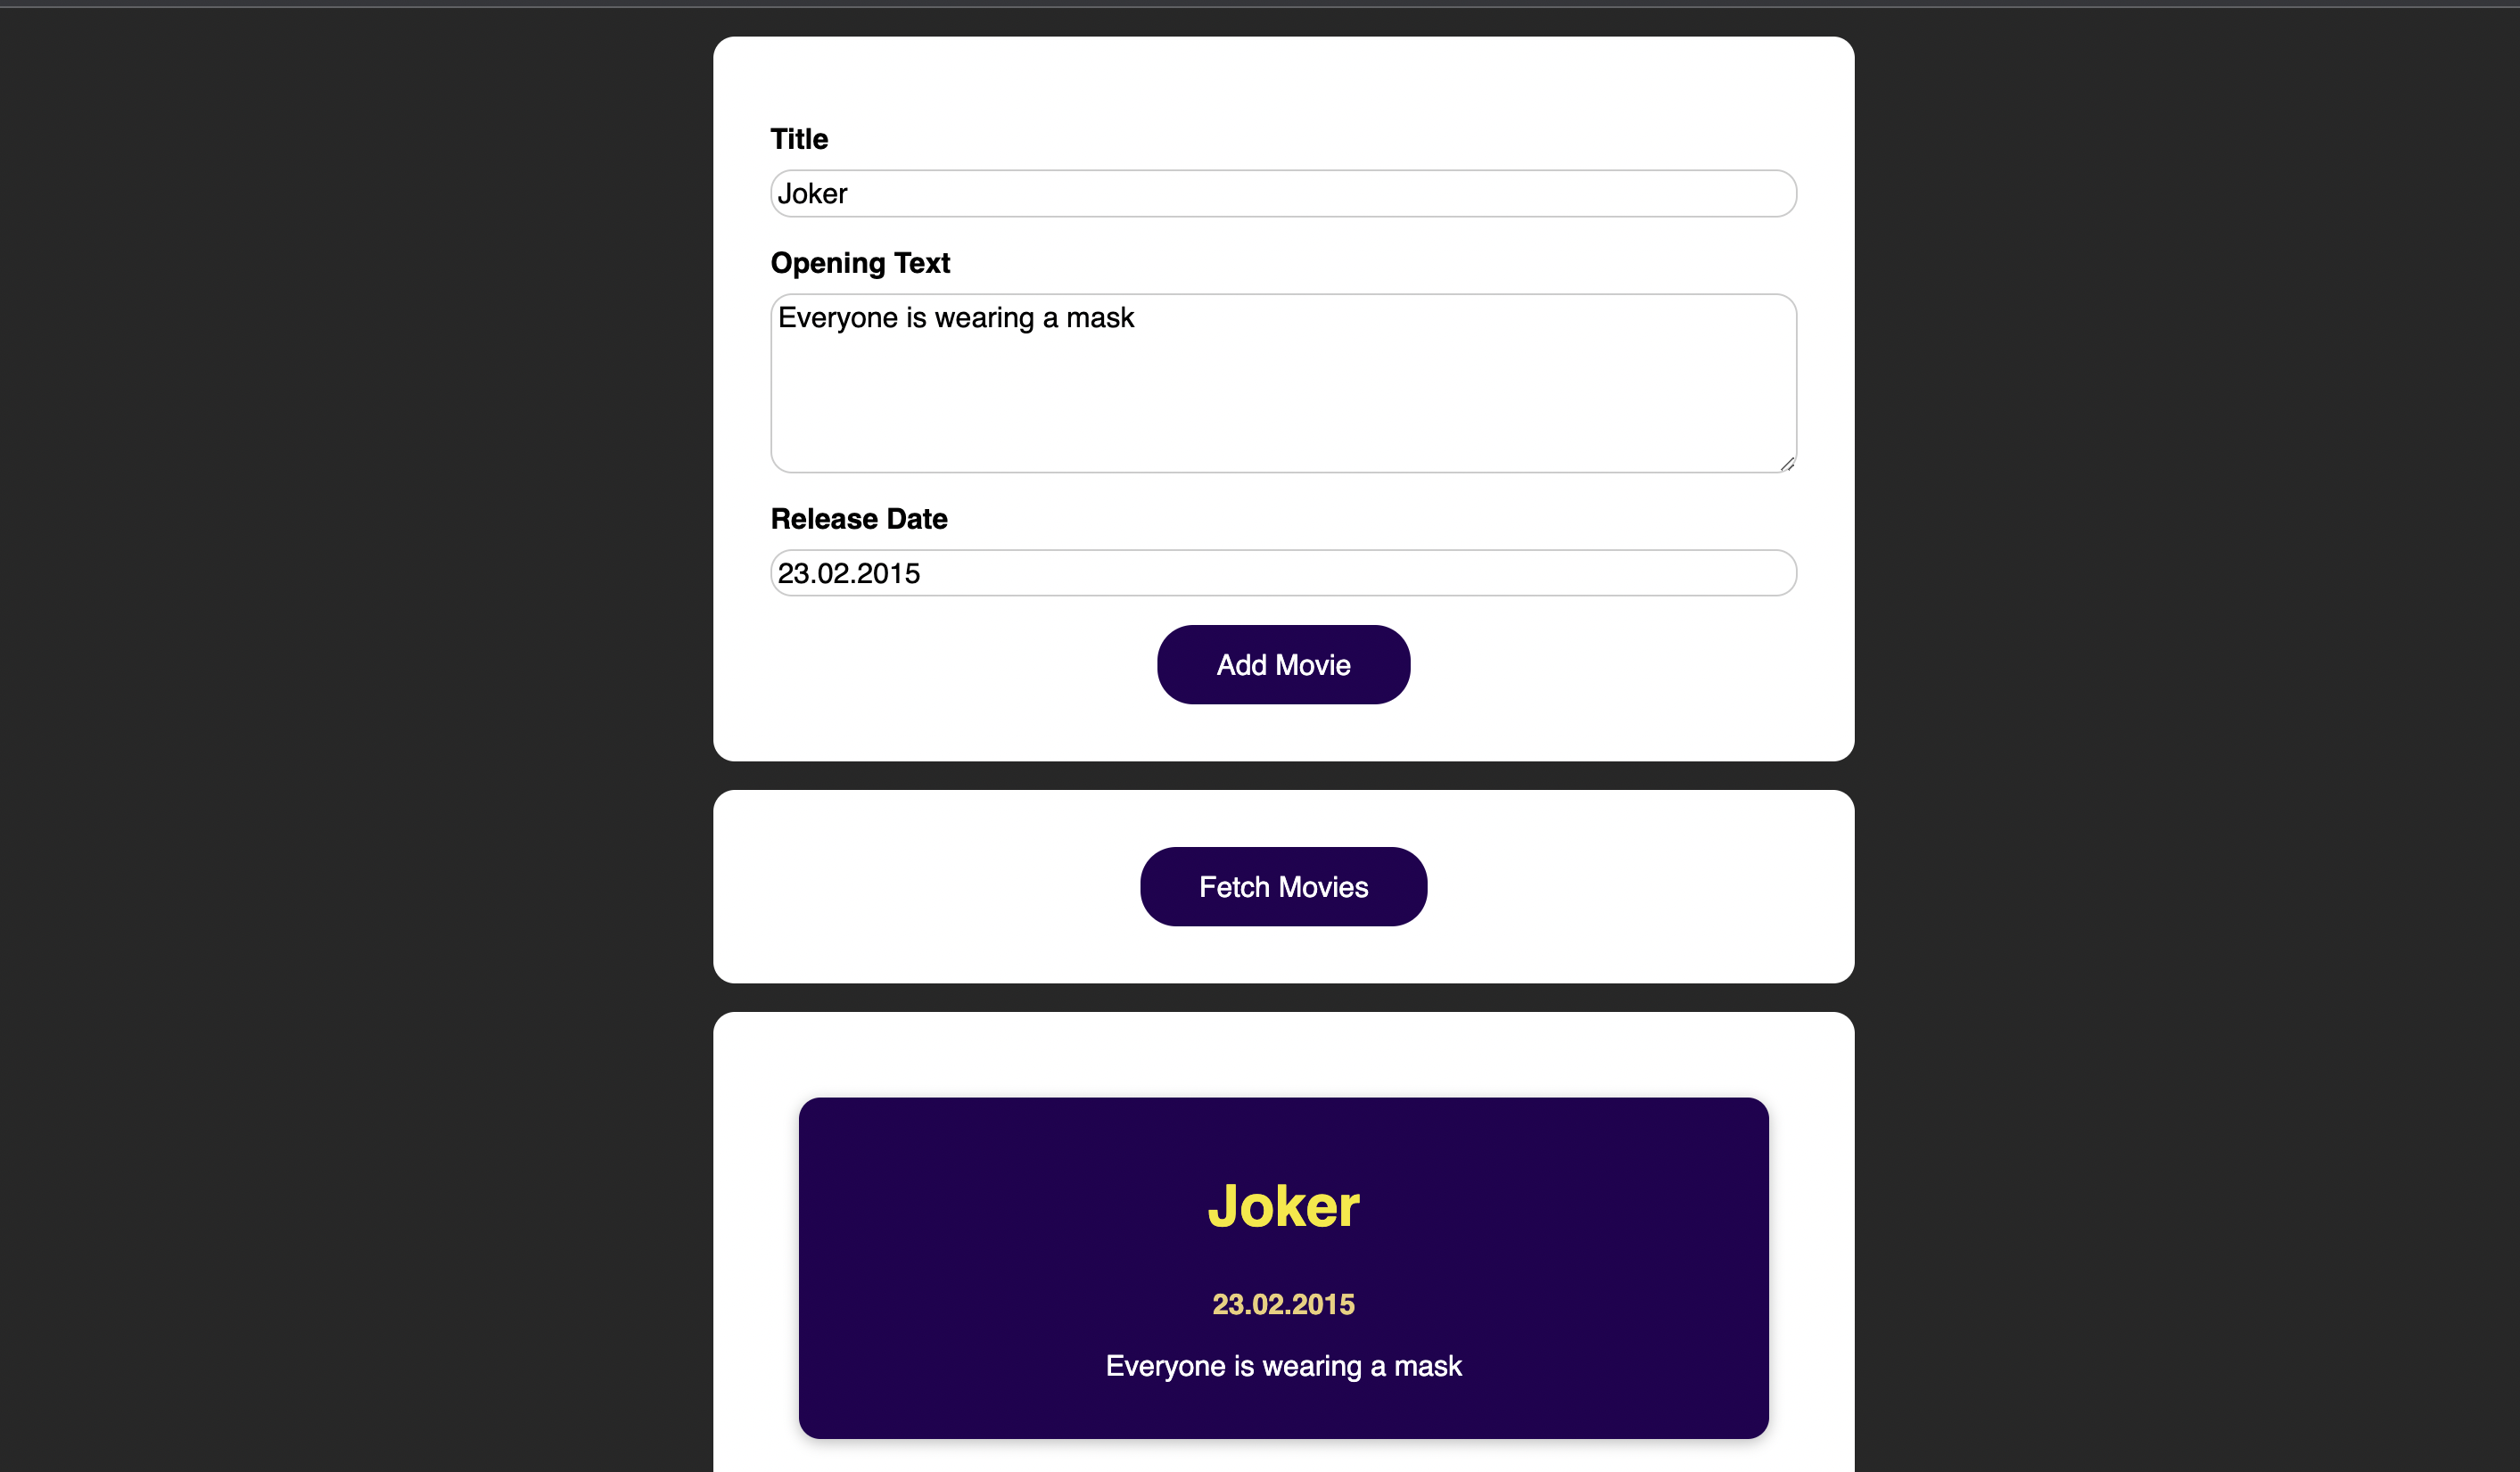 Title
Joker
Opening Text
Everyone is wearing a mask
Release Date
23.02.2015
Add Movie
Fetch Movies
Joker
23.02.2015
Everyone is wearing a mask